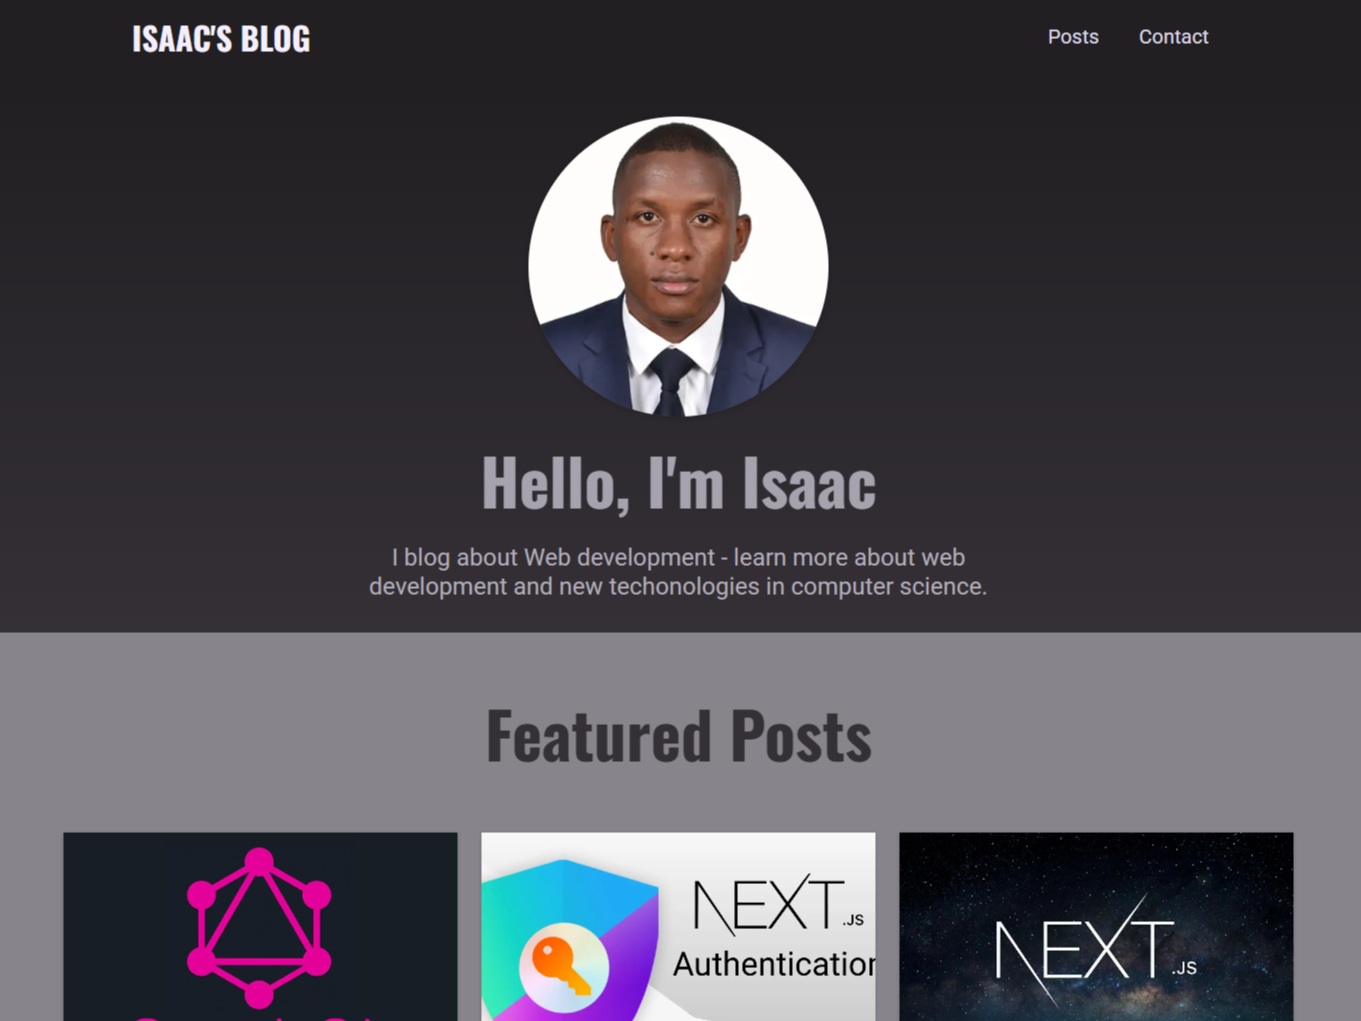 ISAAC'S BLOG
Posts
Contact
Hello, I'm Isaac
I blog about Web development - learn more about web
development and new techonologies in computer science.
Featured Posts
NEXT.JS
Authentication
NEXT.JS